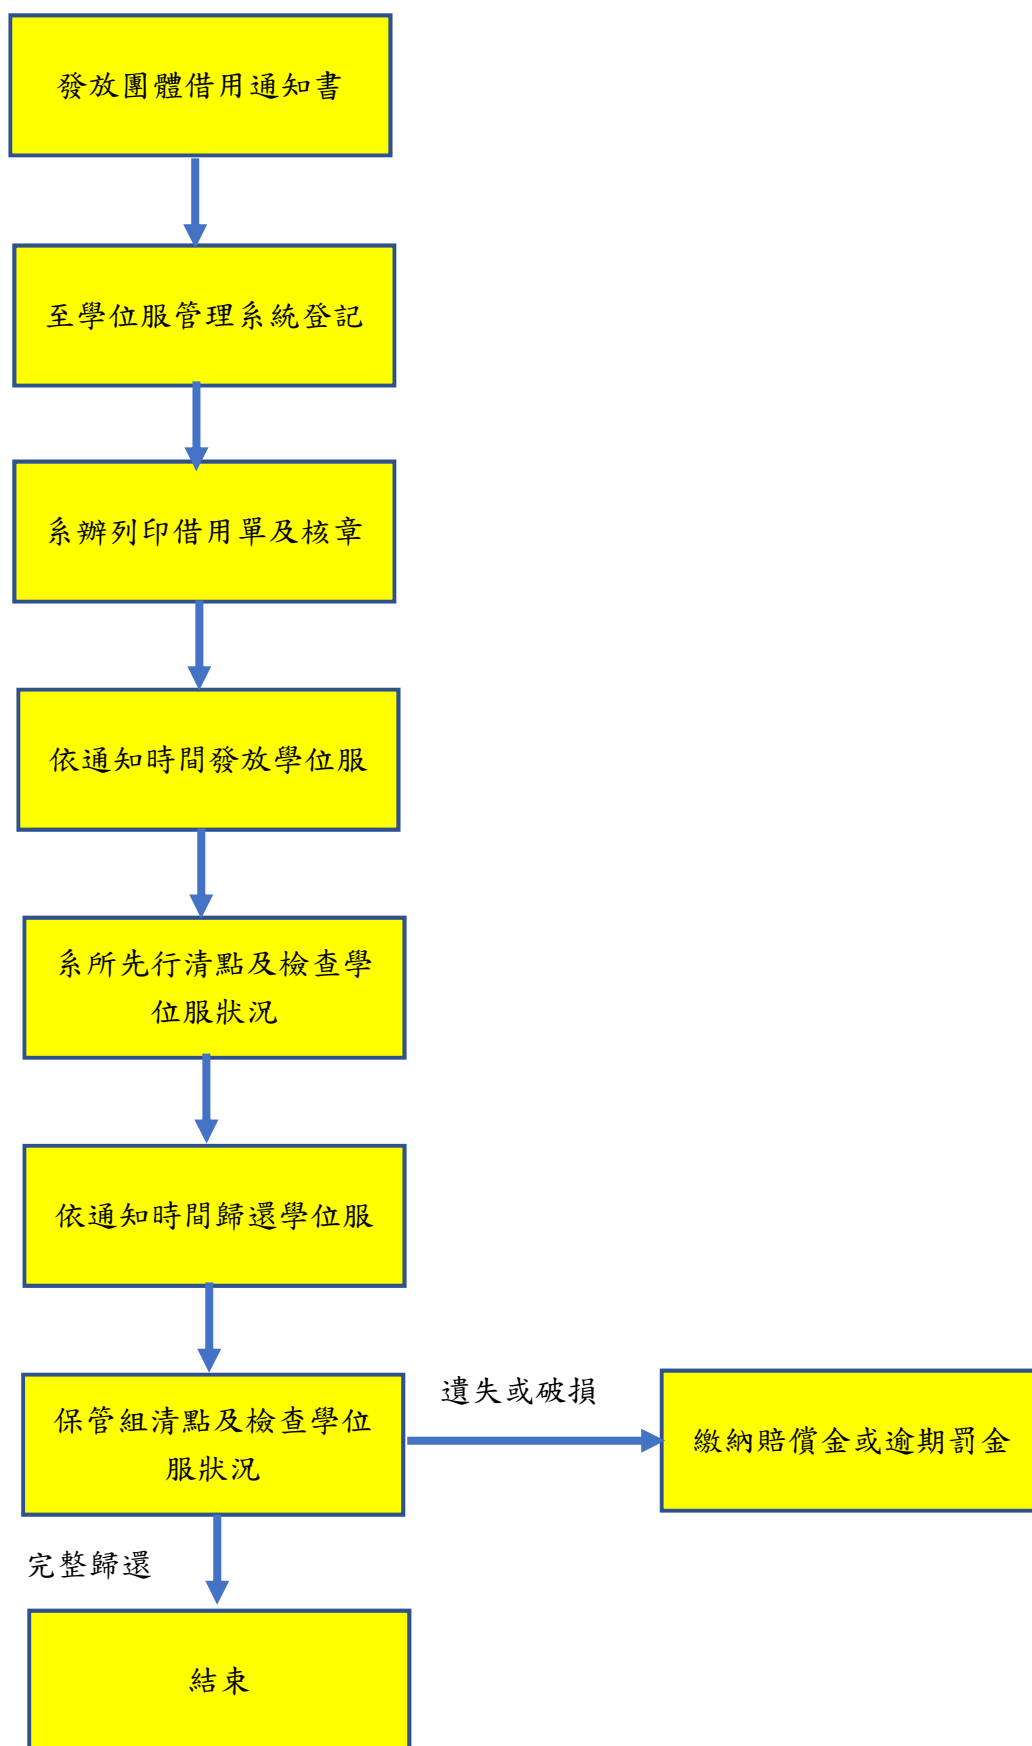 發放團體借用通知書
至學位服管理系統登記
系辦列印借用單及核章
依通知時間發放學位服
系所先行清點及檢查學
位服狀況
依通知時間歸還學位服
保管組清點及檢查學位
服狀況
遺失或破損
繳納賠償金或逾期罰金
完整歸還
結束